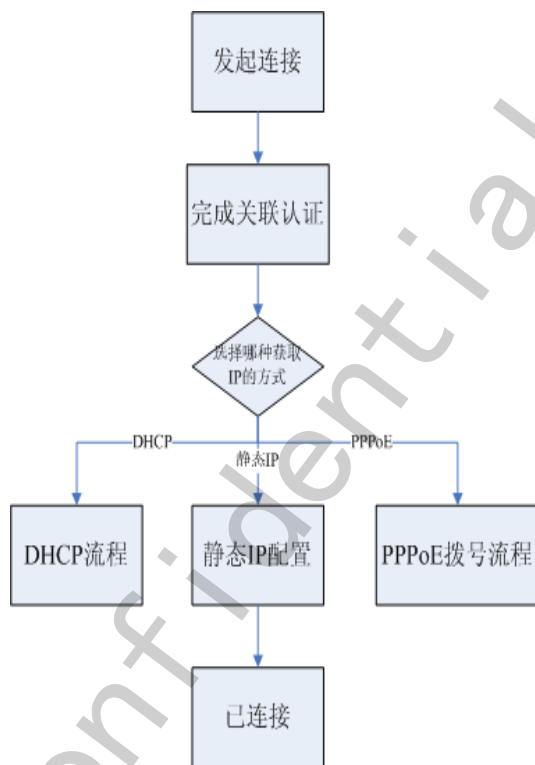 发起连接
完成关联认证
选择哪种获取
IP的方式
DHCP
静态IP
PPPoE
DHCP流程
静态IP配置
PPPoE拨号流程
已连接
onfidential